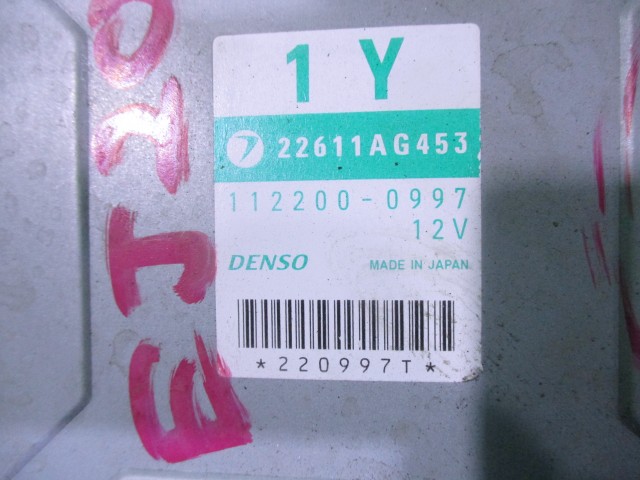 1 Y
22611AG453
112200-0997
12V
DENSO MADE IN JAPAN
*220997T*